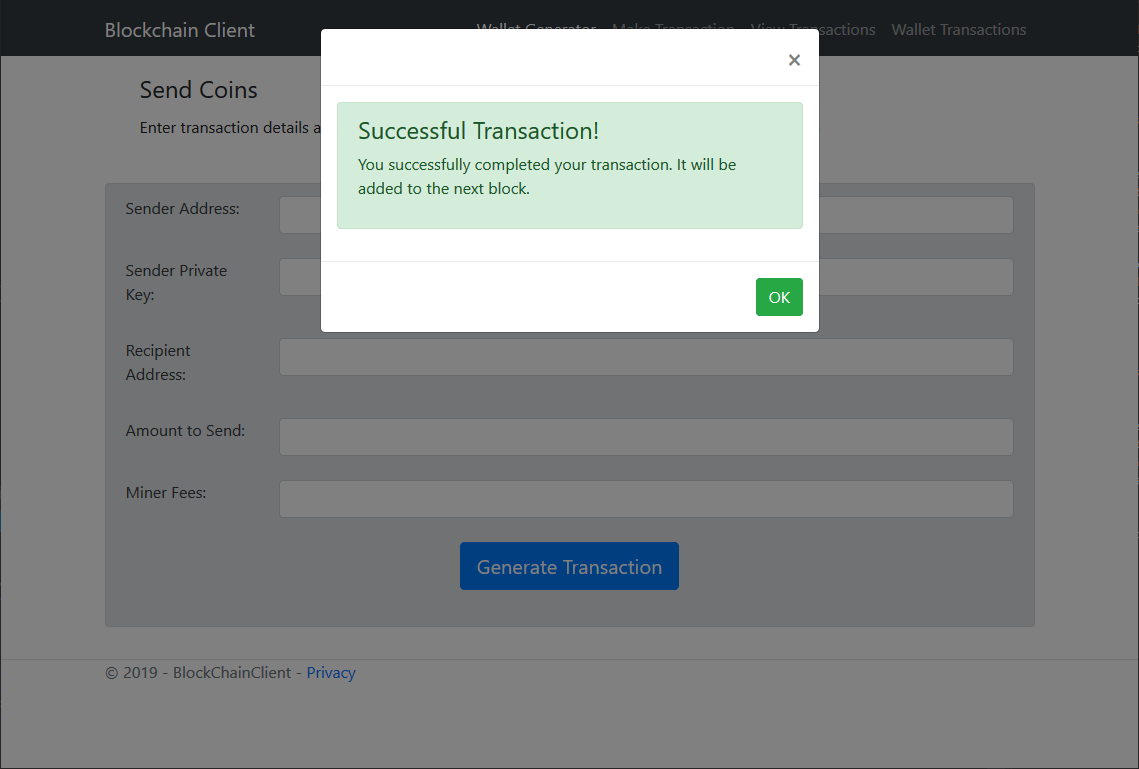 Blockchain Client
Wallet Generator Make Transaction View Transactions Wallet Transactions
×
Send Coins
Enter transaction details a
Successful Transaction!
You successfully completed your transaction. It will be
added to the next block.
OK
Sender Address:
Sender Private
Key:
Recipient
Address:
Amount to Send:
Miner Fees:
Generate Transaction
© 2019 - BlockChainClient - Privacy